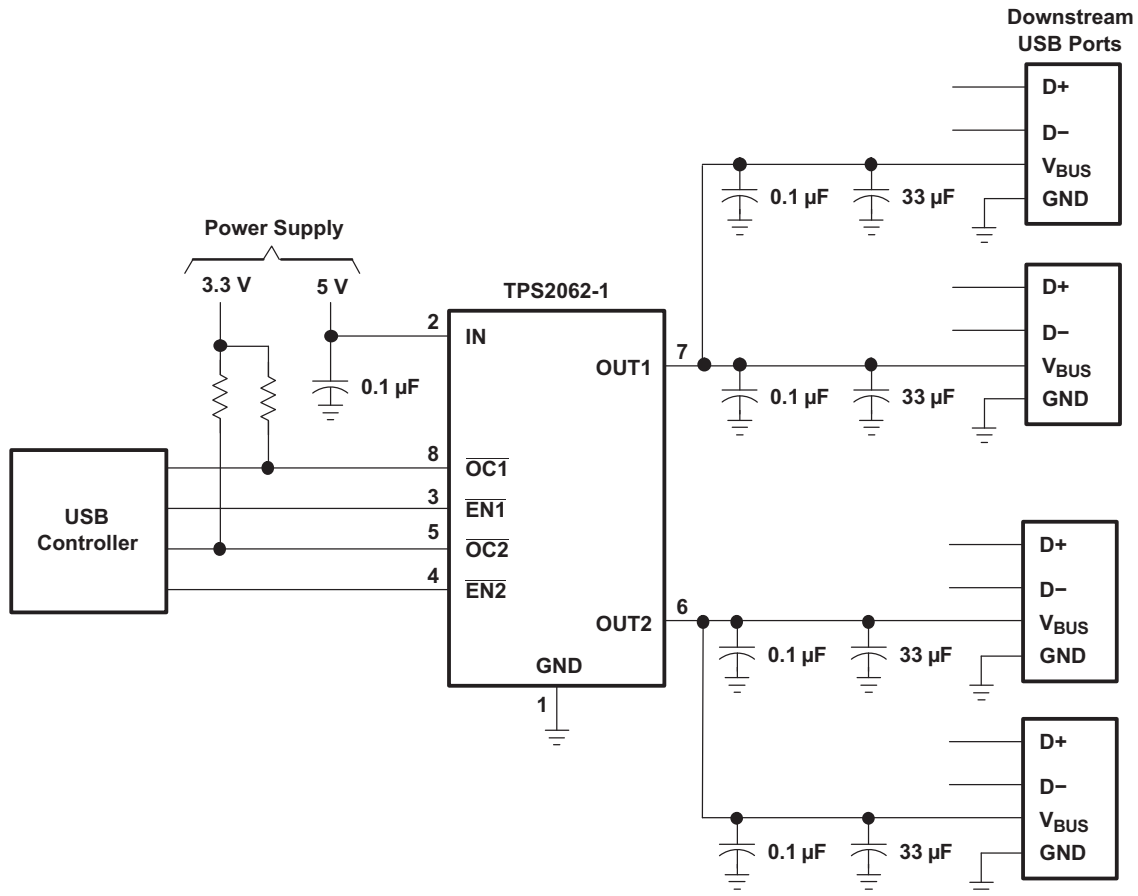 Downstream
USB Ports
D+
D−
VBUS
GND
0.1 µF
33 µF
Power Supply
3.3 V
5 V
TPS2062-1
D+
D−
VBUS
GND
2
IN
7
OUT1
0.1 µF
0.1 µF
33 µF
8
OC1
3
EN1
5
OC2
4
EN2
USB
Controller
6
OUT2
GND
1
D+
D−
VBUS
GND
0.1 µF
33 µF
D+
D−
VBUS
GND
0.1 µF
33 µF